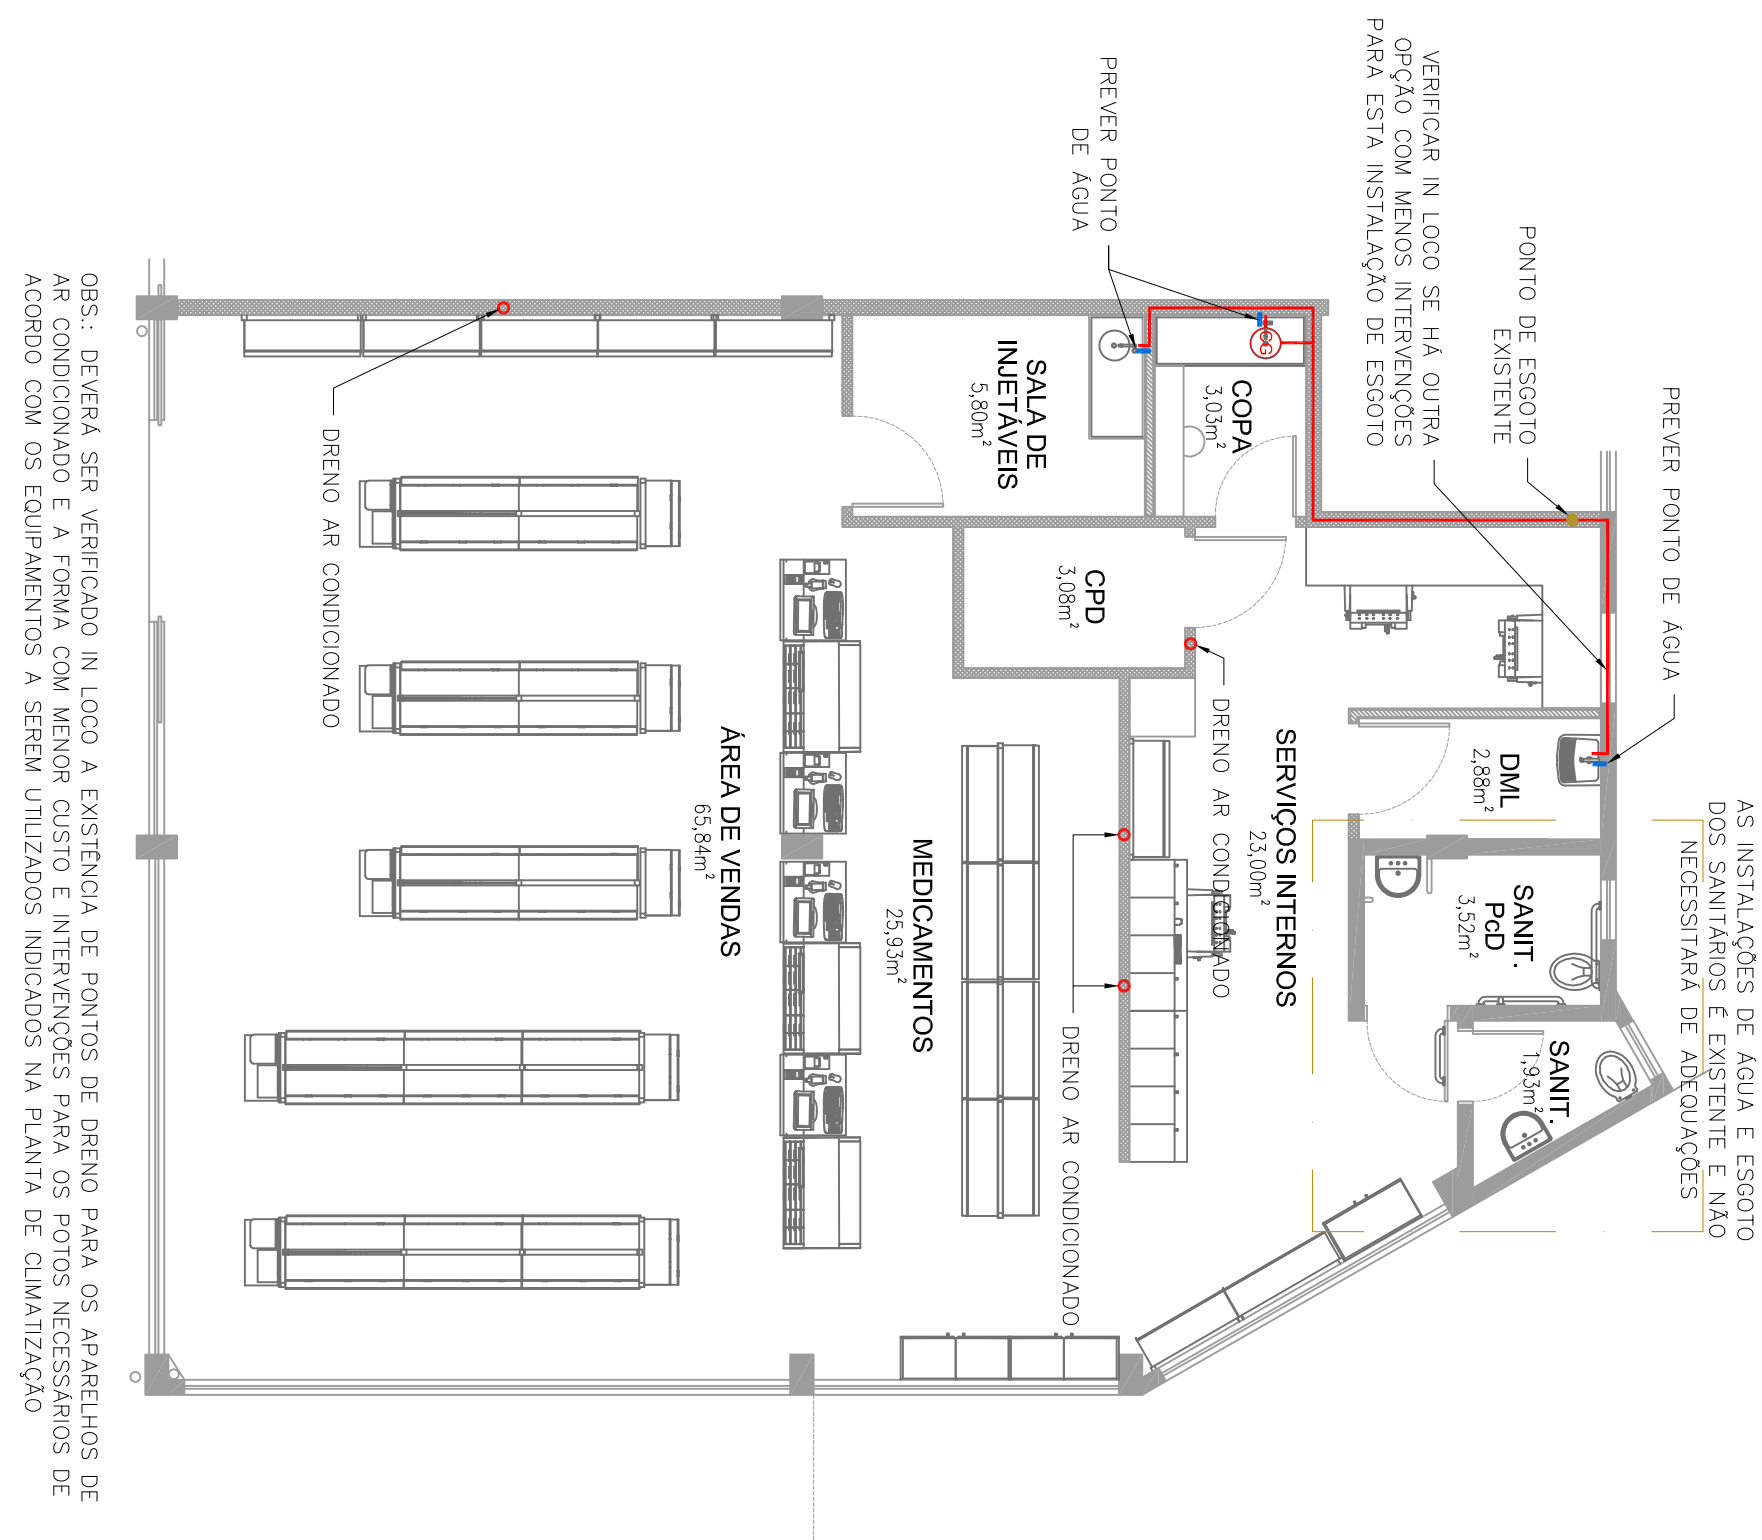 AS INSTALAÇÕES DE ÁGUA E ESGOTO
DOS SANITÁRIOS É EXISTENTE E NÃO
NECESSITARÁ DE ADEQUAÇÕES
PREVER PONTO DE ÁGUA
PONTO DE ESGOTO
EXISTENTE
VERIFICAR IN LOCO SE HÁ OUTRA
OPÇÃO COM MENOS INTERVENÇÕES
PARA ESTA INSTALAÇÃO DE ESGOTO
PREVER PONTO
DE ÁGUA
SANIT.
1,93m²
SANIT.
PcD
3,52m²
DML
2,88m²
SERVIÇOS INTERNOS
23,00m²
COPA
3,03m²
CG
DRENO AR CONDICIONADO
CPD
3,08m²
SALA DE
INJETÁVEIS
5,80m²
DRENO AR CONDICIONADO
MEDICAMENTOS
25,93m²
ÁREA DE VENDAS
65,84m²
DRENO AR CONDICIONADO
OBS.: DEVERÁ SER VERIFICADO IN LOCO A EXISTÊNCIA DE PONTOS DE DRENO PARA OS APARELHOS DE
AR CONDICIONADO E A FORMA COM MENOR CUSTO E INTERVENÇÕES PARA OS POTOS NECESSÁRIOS DE
ACORDO COM OS EQUIPAMENTOS A SEREM UTILIZADOS INDICADOS NA PLANTA DE CLIMATIZAÇÃO